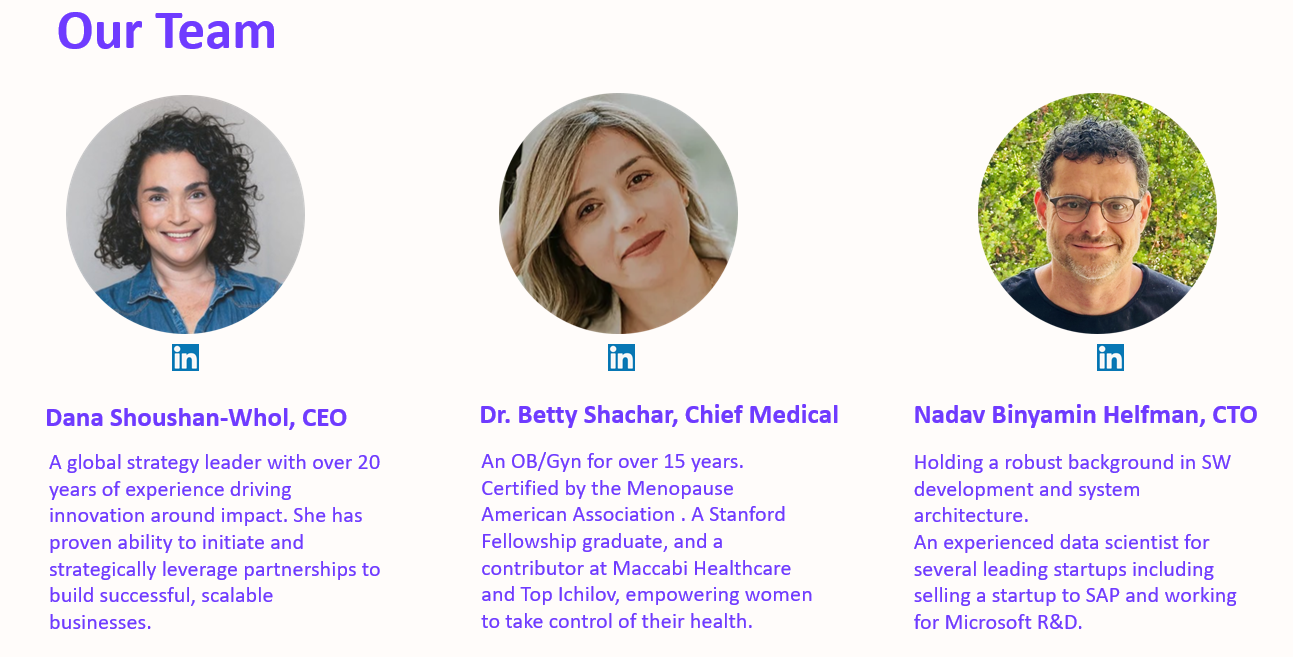 Our Team
in
in
in
Dana Shoushan-Whol, CEO
A global strategy leader with over 20
years of experience driving
innovation around impact. She has
proven ability to initiate and
strategically leverage partnerships to
build successful, scalable
businesses.
Dr. Betty Shachar, Chief Medical
An OB/Gyn for over 15 years.
Certified by the Menopause
American Association . A Stanford
Fellowship graduate, and a
contributor at Maccabi Healthcare
and Top Ichilov, empowering women
to take control of their health.
Nadav Binyamin Helfman, CTO
Holding a robust background in SW
development and system
architecture.
An experienced data scientist for
several leading startups including
selling a startup to SAP and working
for Microsoft R&D.